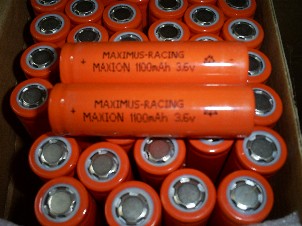 MAXIMUS-RACING
+ MAXION 1100mAh 3.6v
MAXIMUS-RACING
+ MAXION 1100mAh 3.6v